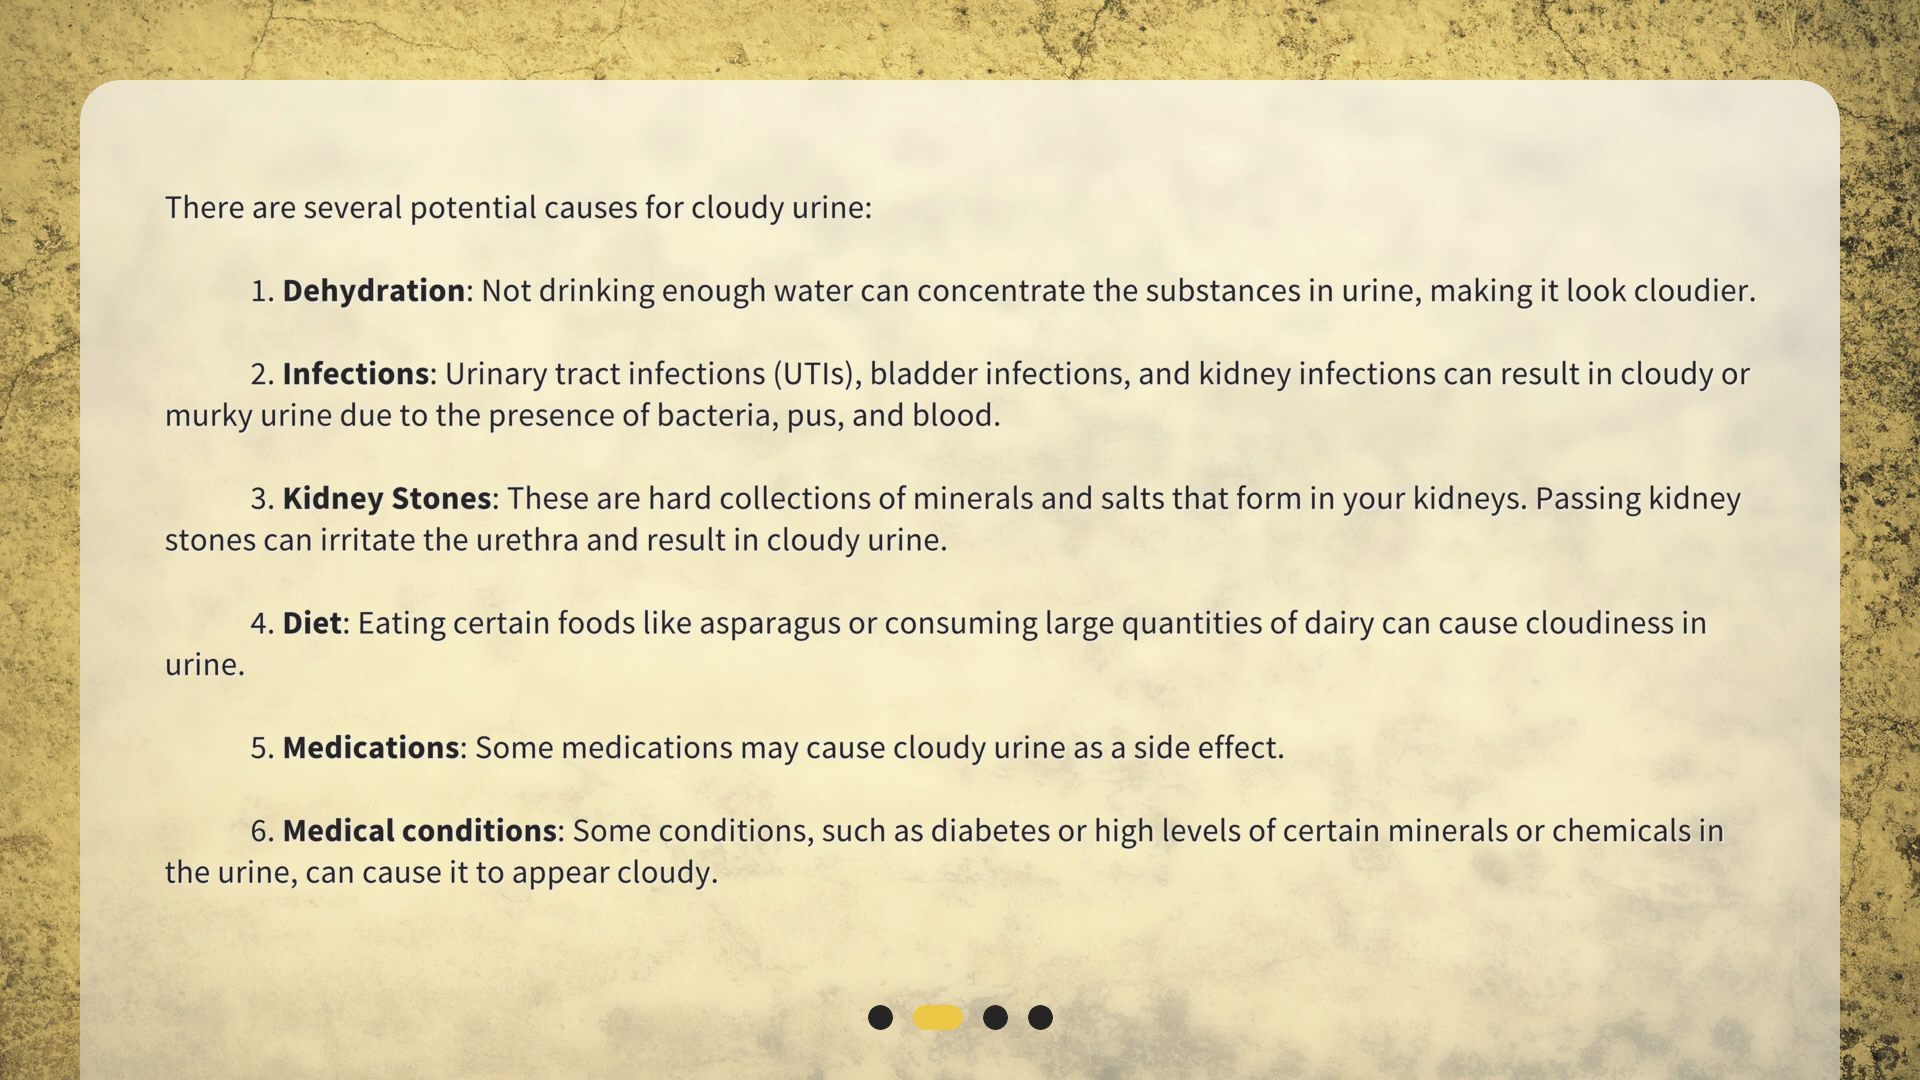 There are several potential causes for cloudy urine:
1. Dehydration: Not drinking enough water can concentrate the substances in urine, making it look cloudier.
2. Infections: Urinary tract infections (UTIs), bladder infections, and kidney infections can result in cloudy or
murky urine due to the presence of bacteria, pus, and blood.
3. Kidney Stones: These are hard collections of minerals and salts that form in your kidneys. Passing kidney
stones can irritate the urethra and result in cloudy urine.
4. Diet: Eating certain foods like asparagus or consuming large quantities of dairy can cause cloudiness in
urine.
5. Medications: Some medications may cause cloudy urine as a side effect.
6. Medical conditions: Some conditions, such as diabetes or high levels of certain minerals or chemicals in
the urine, can cause it to appear cloudy.